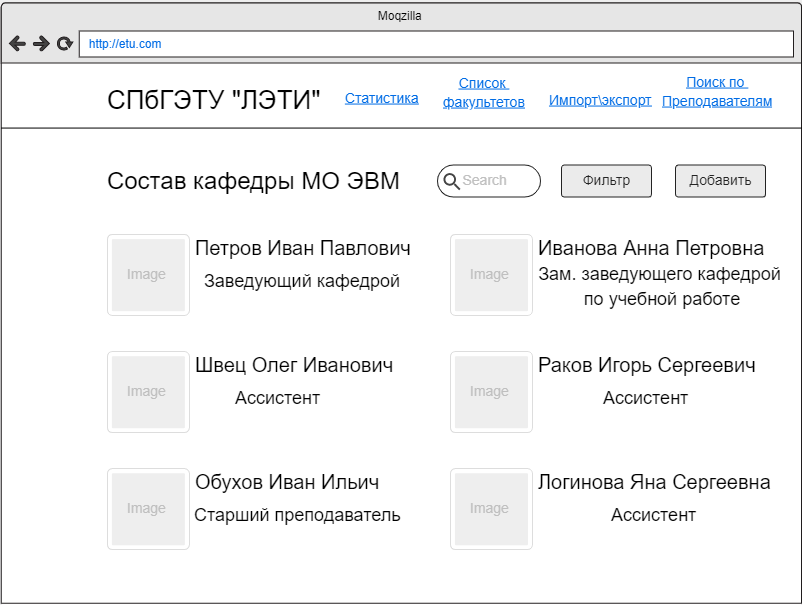 Moqzilla
http://etu.com
СПбГЭТУ "ЛЭТИ"
Статистика
Список
факультетов
Импорт\экспорт
Поиск по
Преподавателям
Состав кафедры МО ЭВМ
Search
Фильтр
Добавить
Image
Петров Иван Павлович
Заведующий кафедрой
Image
Иванова Анна Петровна
Зам. заведующего кафедрой
по учебной работе
Image
Швец Олег Иванович
Ассистент
Image
Раков Игорь Сергеевич
Ассистент
Image
Обухов Иван Ильич
Старший преподаватель
Image
Логинова Яна Сергеевна
Ассистент